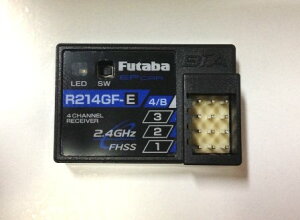 Futaba
EP CAR
LED SW
R214GF-E 4/B
4 CHANNEL
RECEIVER
3
2.4GHz 2
FHSS 1